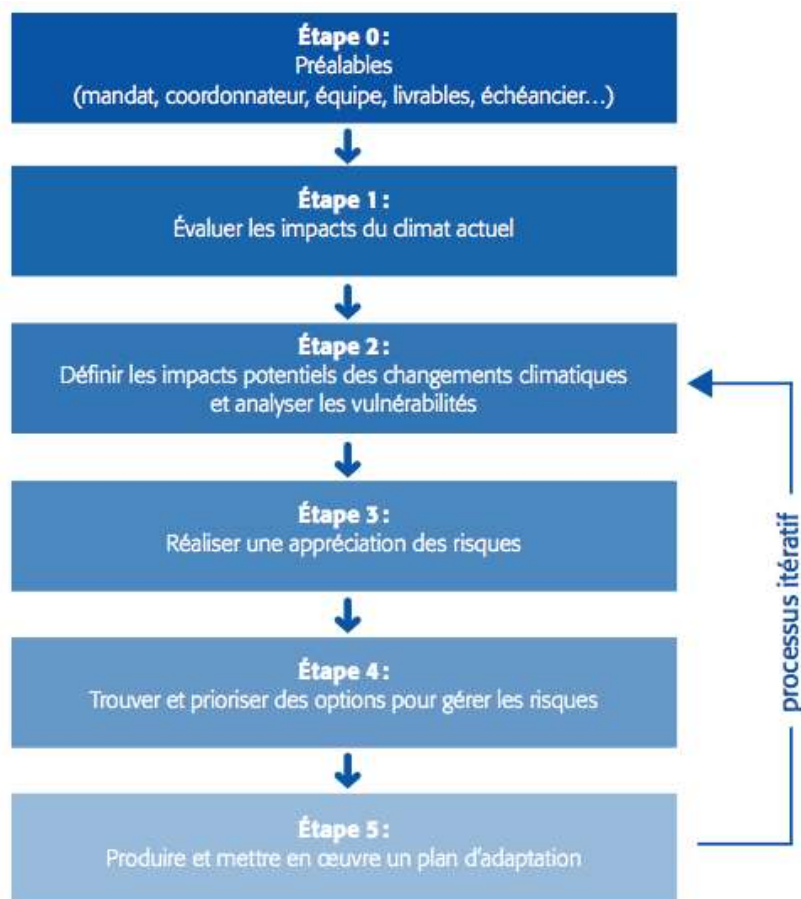 Étape 0 :
Préalables
(mandat, coordonnateur, équipe, livrables, échéancier...)
Étape 1 :
Évaluer les impacts du climat actuel
Étape 2 :
Définir les impacts potentiels des changements climatiques
et analyser les vulnérabilités
Étape 3 :
Réaliser une appréciation des risques
Étape 4 :
Trouver et prioriser des options pour gérer les risques
Étape 5 :
Produire et mettre en œuvre un plan d'adaptation
processus itératif